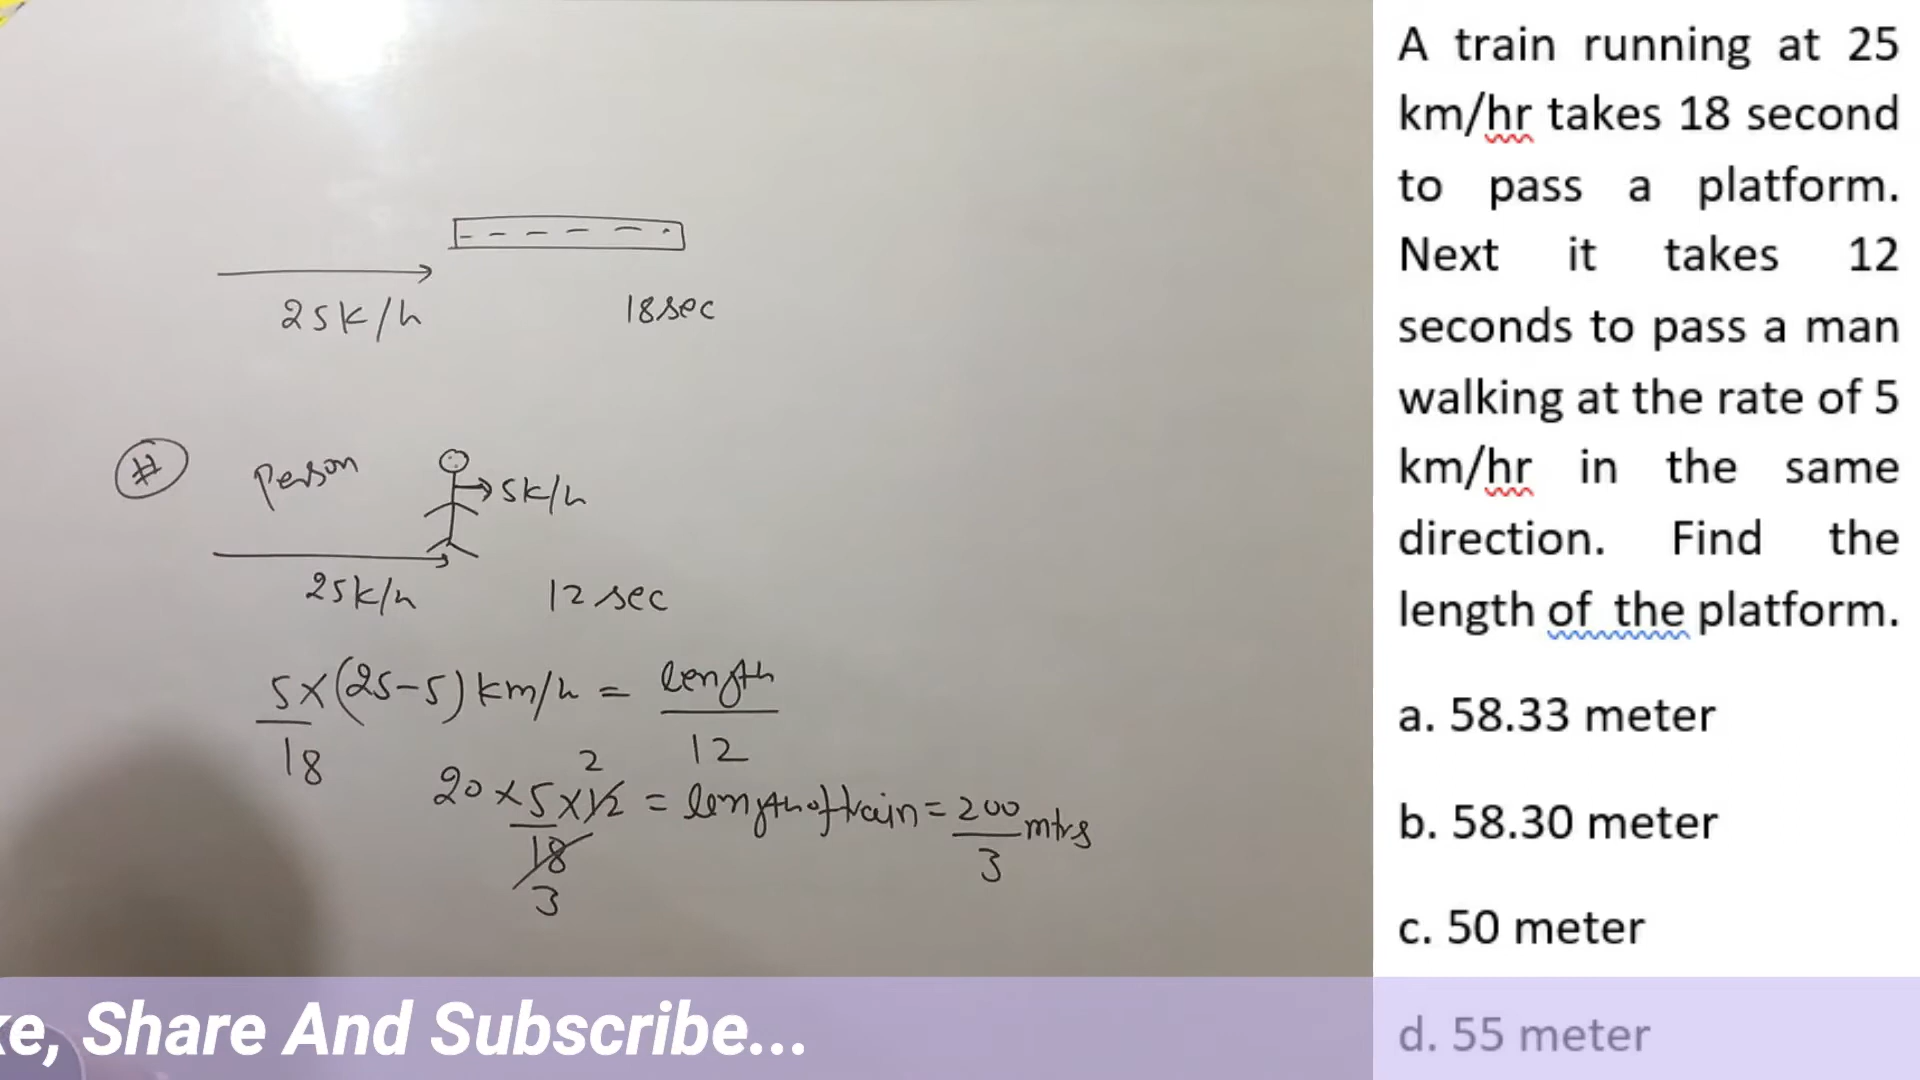 25k/h
18sec
#
person
5k/h
25k/h
12 sec
5/18 × (25-5) km/h = length/12
20 × 5/18 × 12 = length of train = 200/3 mtrs
2
3
A train running at 25
km/hr takes 18 second
to pass a platform.
Next it takes 12
seconds to pass a man
walking at the rate of 5
km/hr in the same
direction. Find the
length of the platform.
a. 58.33 meter
b. 58.30 meter
c. 50 meter
d. 55 meter
ke, Share And Subscribe...